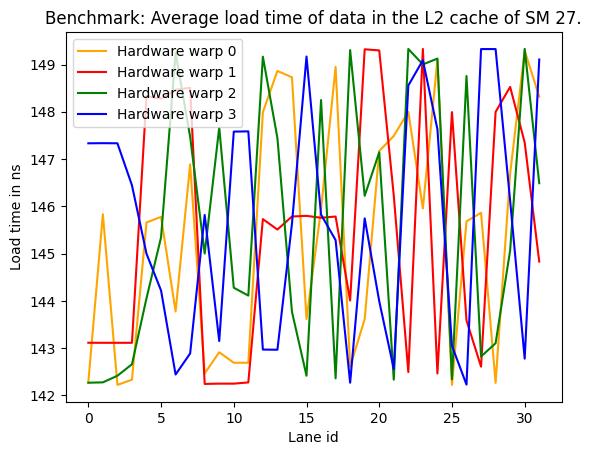 Benchmark: Average load time of data in the L2 cache of SM 27.
Hardware warp 0
Hardware warp 1
Hardware warp 2
Hardware warp 3
149
148
147
146
145
144
143
142
Load time in ns
0 5 10 15 20 25 30
Lane id